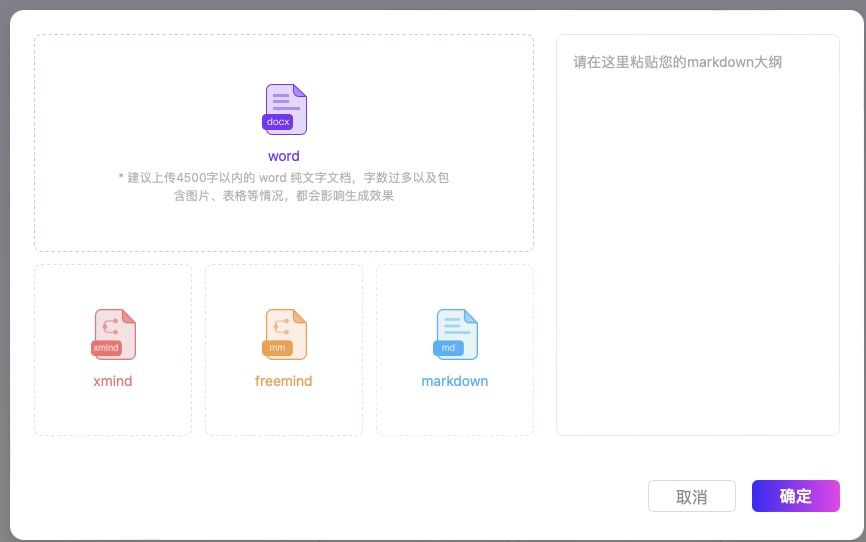 docx
word
* 建议上传4500字以内的 word 纯文字文档，字数过多以及包
含图片、表格等情况，都会影响生成效果
xmind
xmind
mm
freemind
md
markdown
请在这里粘贴您的markdown大纲
取消
确定